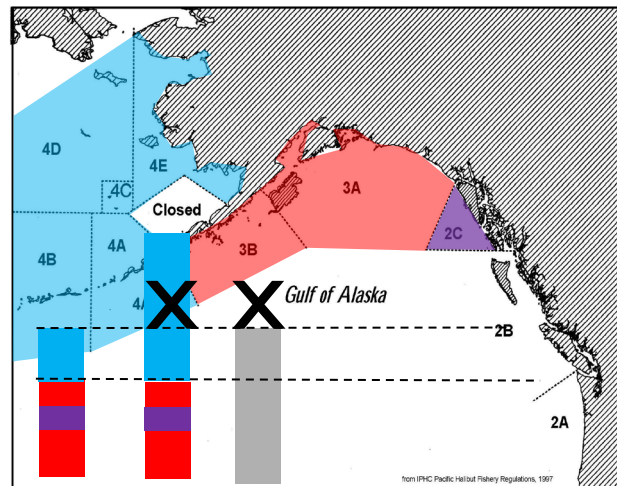 4D
4E
4C
3A
Closed
2C
4B
4A
3B
Gulf of Alaska
2B
2A
from IPHC Pacific Halibut Fishery Regulations, 1997